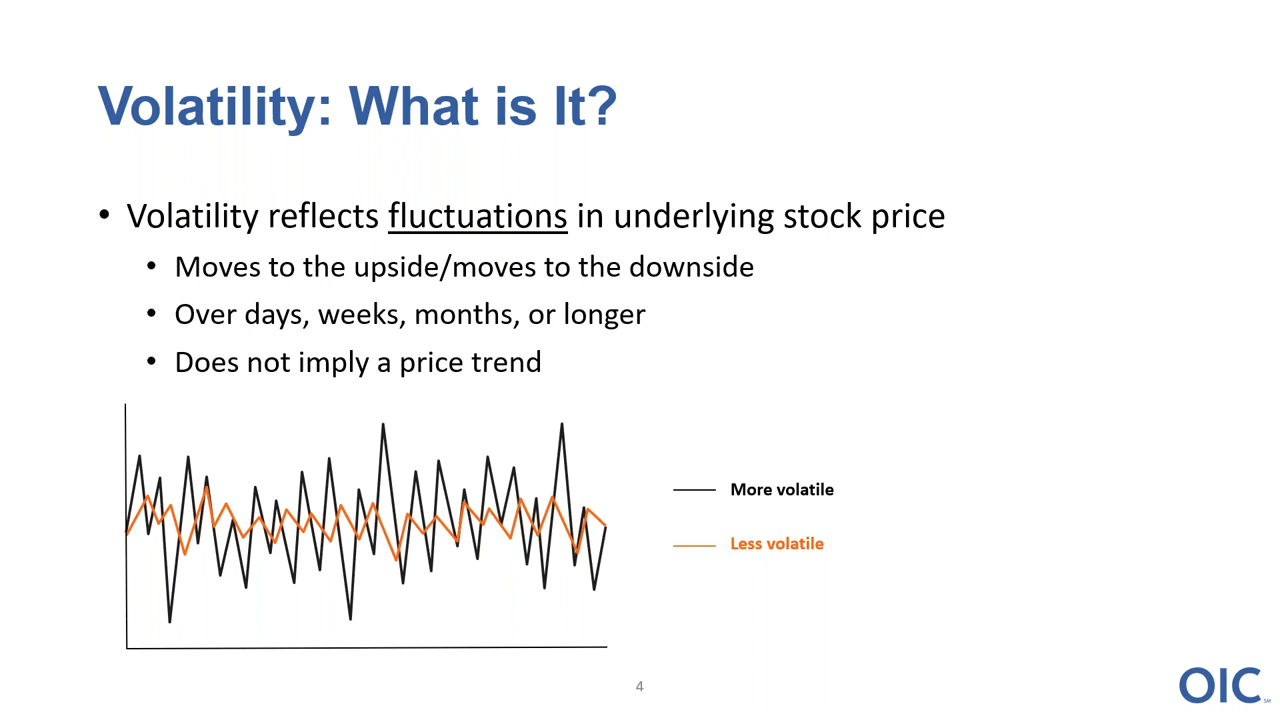 Volatility: What is It?
• Volatility reflects fluctuations in underlying stock price
• Moves to the upside/moves to the downside
• Over days, weeks, months, or longer
• Does not imply a price trend
More volatile
Less volatile
4
OIC SM